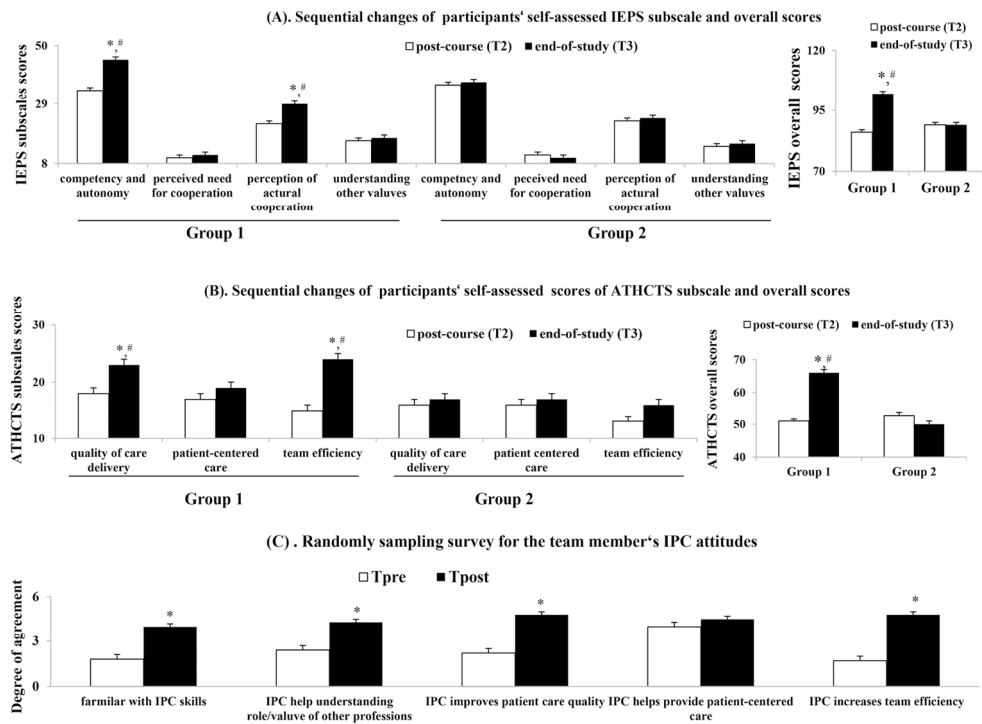 (A). Sequential changes of participants' self-assessed IEPS subscale and overall scores
IEPS subscales scores
50
29
8
post-course (T2)
end-of-study (T3)
*,#
*,#
competency and autonomy
perceived need for cooperation
perception of actural cooperation
understanding other valuves
competncy and autonomy
perceived need for cooperation
perception of actural cooperation
understanding other valuves
Group 1
Group 2
IEPS overall scores
120
95
70
post-course (T2)
end-of-study (T3)
*,#
Group 1
Group 2
(B). Sequential changes of participants' self-assessed scores of ATHCTS subscale and overall scores
ATHCTS subscales scores
30
20
10
post-course (T2)
end-of-study (T3)
*,#
*,#
quality of care delivery
patient-centered care
team efficiency
quality of care delivery
patient centered care
team efficiency
Group 1
Group 2
ATHCTS overall scores
70
60
50
40
post-course (T2)
end-of-study (T3)
*,#
Group 1
Group 2
(C) . Randomly sampling survey for the team member's IPC attitudes
Degree of agreement
6
3
0
Tpre
Tpost
*
*
*
*
farmilar with IPC skills
IPC help understanding role/valuve of other professions
IPC improves patient care quality
IPC helps provide patient-centered care
IPC increases team efficiency